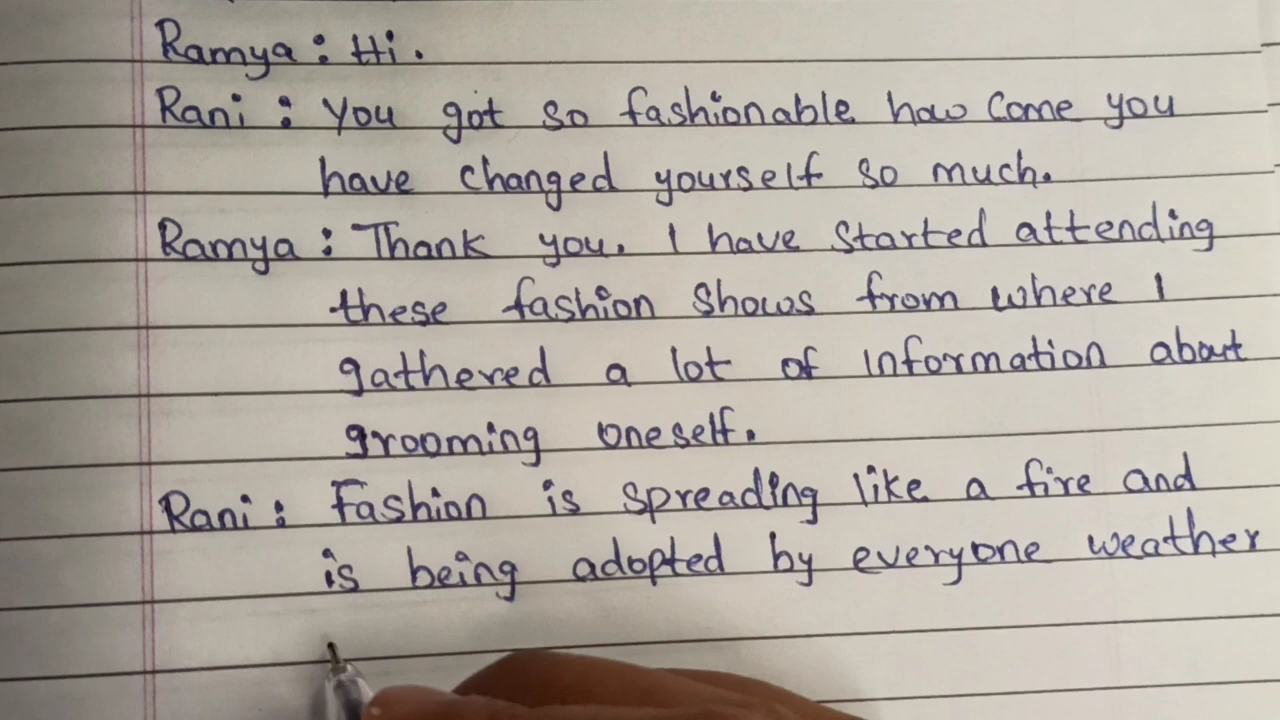 Ramya : Hi.
Rani : You got so fashionable how come you
have changed yourself so much.
Ramya : Thank you. I have started attending
these fashion shows from where I
gathered a lot of information about
grooming oneself.
Rani : Fashion is spreading like a fire and
is being adopted by everyone weather